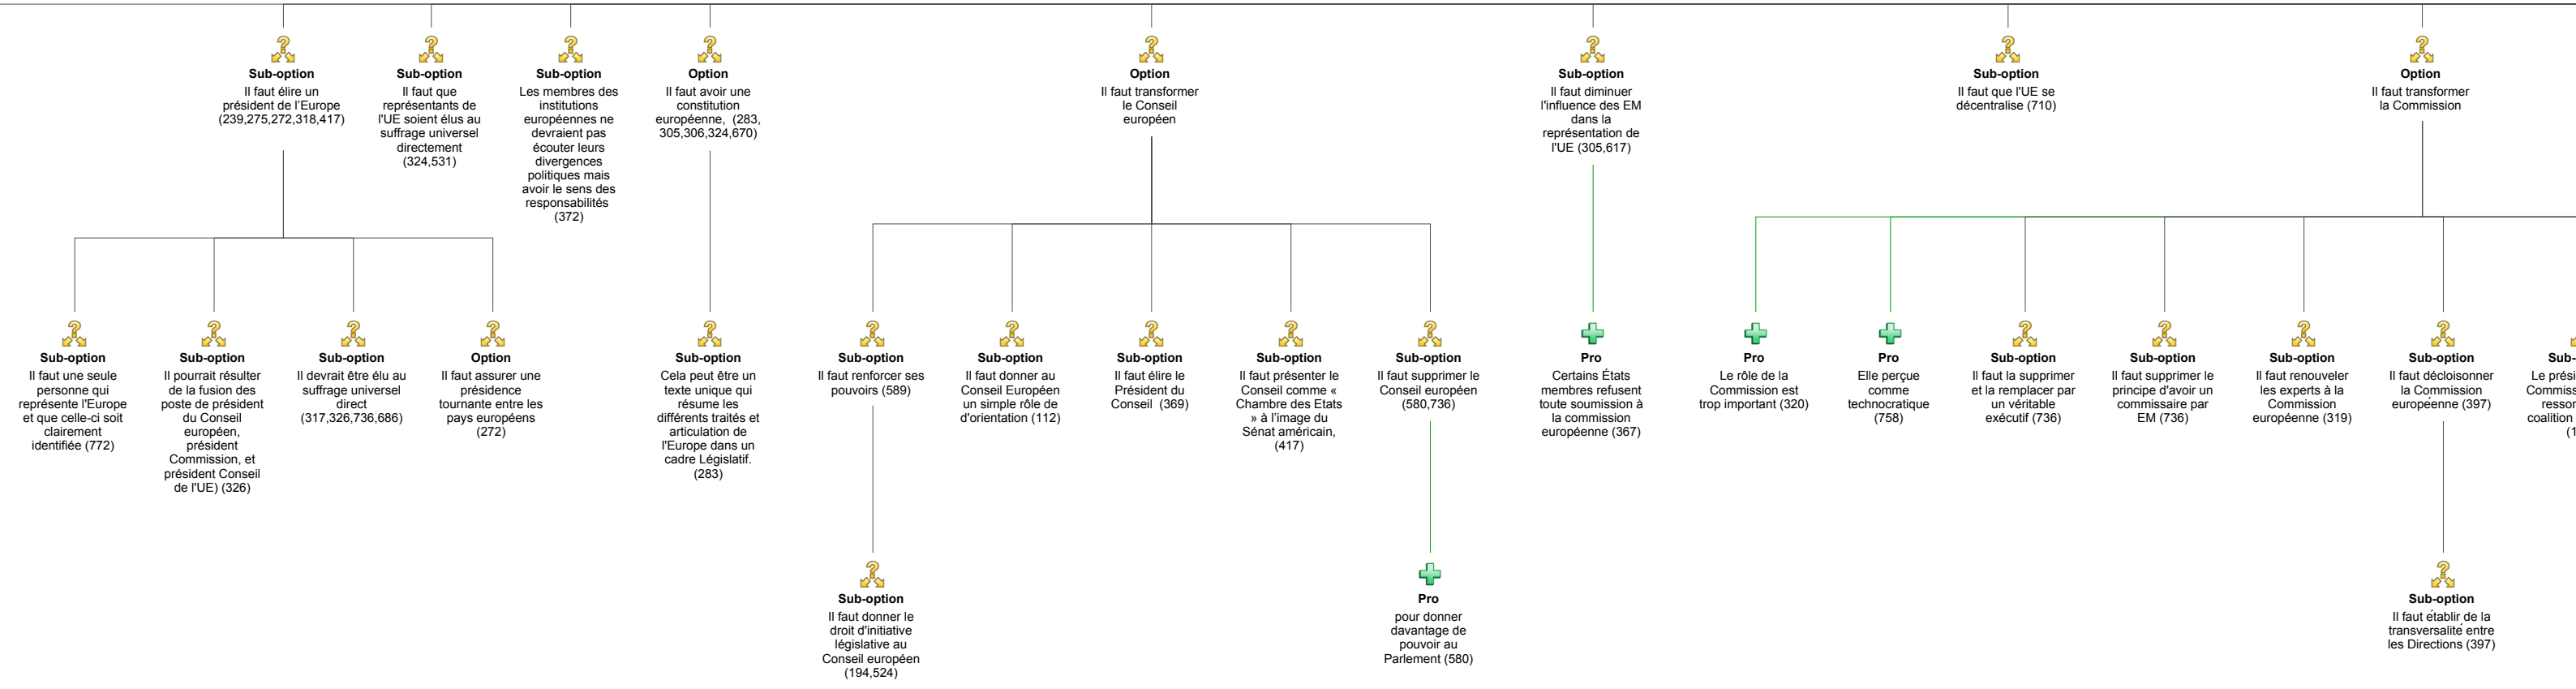 Sub-option
Il faut élire un
président de l’Europe
(239,275,272,318,417)
Sub-option
Il faut que
représentants de
l'UE soient élus au
suffrage universel
directement
(324,531)
Sub-option
Les membres des
institutions
européennes ne
devraient pas
écouter leurs
divergences
politiques mais
avoir le sens des
responsabilités
(372)
Option
Il faut avoir une
constitution
européenne,  (283,
305,306,324,670)
Option
Il faut transformer
le Conseil
européen
Sub-option
Il faut diminuer
l'influence des EM
dans la
représentation de
l'UE (305,617)
Sub-option
Il faut que l'UE se
décentralise (710)
Option
Il faut transformer
la Commission
Sub-option
Il faut une seule
personne qui
représente l'Europe
et que celle-ci soit
clairement
identifiée (772)
Sub-option
Il pourrait résulter
de la fusion des
poste de président
du Conseil
européen,
président
Commission, et
président Conseil
de l'UE) (326)
Sub-option
Il devrait être élu au
suffrage universel
direct
(317,326,736,686)
Option
Il faut assurer une
présidence
tournante entre les
pays européens
(272)
Sub-option
Cela peut être un
texte unique qui
résume les
différents traités et
articulation de
l'Europe dans un
cadre Législatif.
(283)
Sub-option
Il faut renforcer ses
pouvoirs (589)
Sub-option
Il faut donner au
Conseil Européen
un simple rôle de
d'orientation (112)
Sub-option
Il faut élire le
Président du
Conseil  (369)
Sub-option
Il faut présenter le
Conseil comme «
Chambre des Etats
» à l’image du
Sénat américain,
(417)
Sub-option
Il faut supprimer le
Conseil européen
(580,736)
Pro
Certains États
membres refusent
toute soumission à
la commission
européenne (367)
Pro
Le rôle de la
Commission est
trop important (320)
Pro
Elle perçue
comme
technocratique
(758)
Sub-option
Il faut la supprimer
et la remplacer par
un véritable
exécutif (736)
Sub-option
Il faut supprimer le
principe d'avoir un
commissaire par
EM (736)
Sub-option
Il faut renouveler
les experts à la
Commission
européenne (319)
Sub-option
Il faut décloisonner
la Commission
européenne (397)
Sub-
Le prési
Commis
ressor
coalition
(1
Sub-option
Il faut donner le
droit d'initiative
législative au
Conseil européen
(194,524)
Pro
pour donner
davantage de
pouvoir au
Parlement (580)
Sub-option
Il faut établir de la
transversalité entre
les Directions (397)